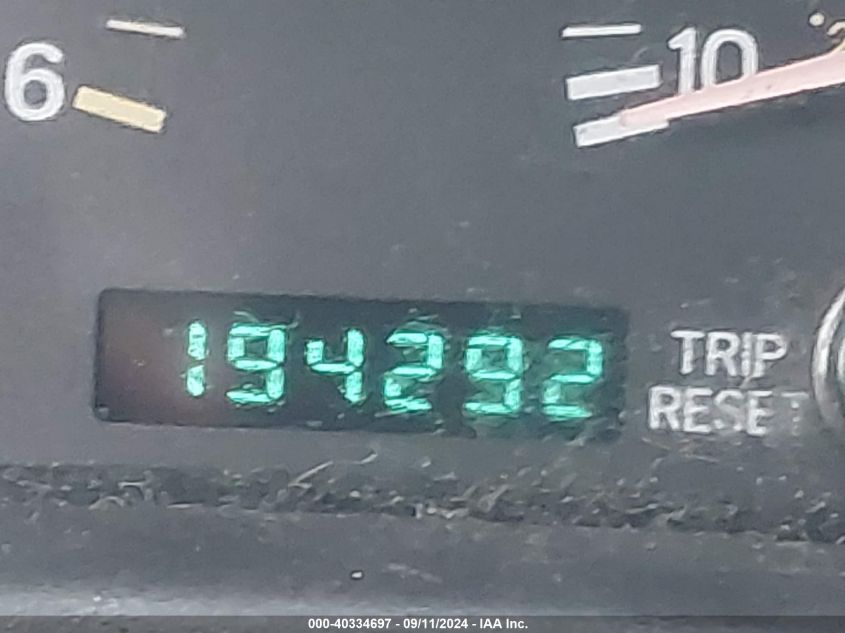 6
10
194292
TRIP
RESET
000-40334697 - 09/11/2024 - IAA Inc.